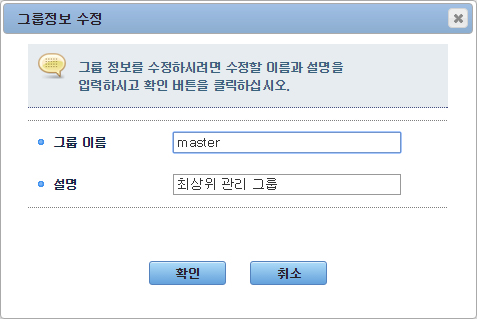 그룹정보 수정
그룹 정보를 수정하시려면 수정할 이름과 설명을
입력하시고 확인 버튼을 클릭하십시오.
그룹 이름
master
설명
최상위 관리 그룹
확인
취소